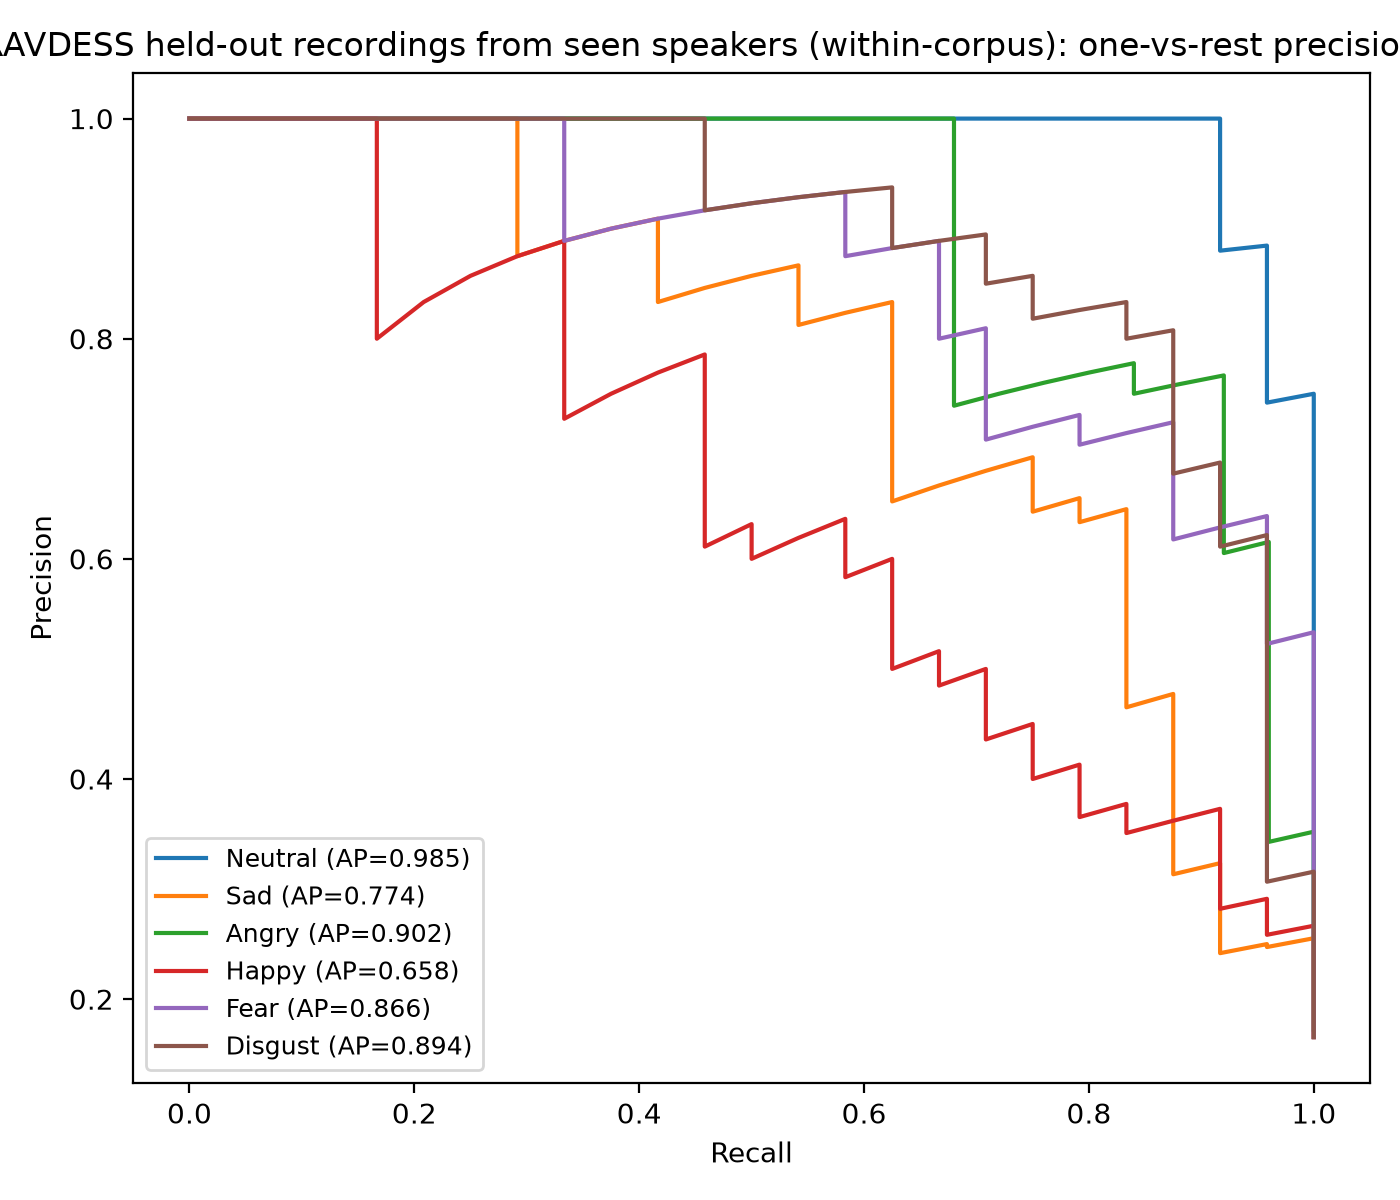 AVDESS held-out recordings from seen speakers (within-corpus): one-vs-rest precisio
1.0
0.8
0.6
0.4
0.2
Precision
Neutral (AP=0.985)
Sad (AP=0.774)
Angry (AP=0.902)
Happy (AP=0.658)
Fear (AP=0.866)
Disgust (AP=0.894)
0.0 0.2 0.4 0.6 0.8 1.0
Recall